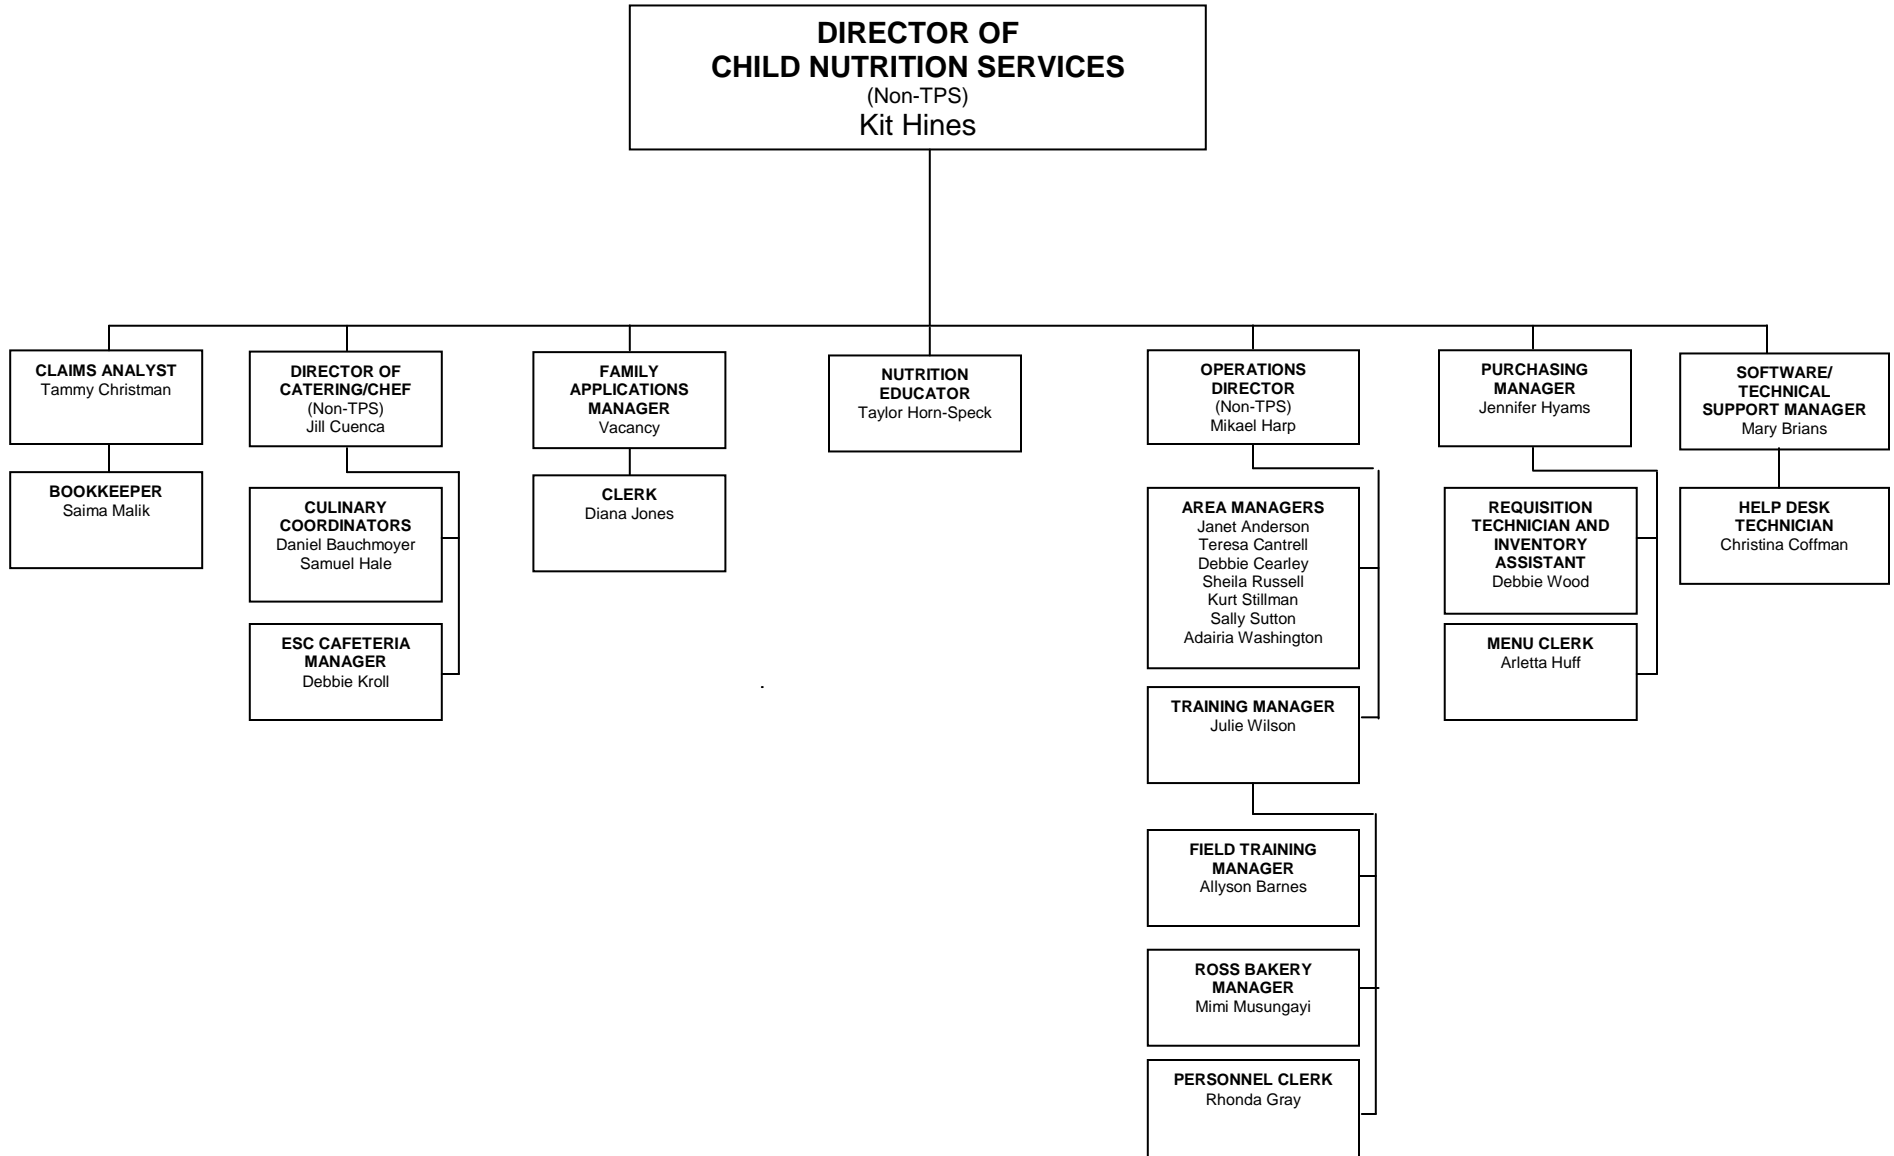 DIRECTOR OF
CHILD NUTRITION SERVICES
(Non-TPS)
Kit Hines
CLAIMS ANALYST
Tammy Christman
DIRECTOR OF
CATERING/CHEF
(Non-TPS)
Jill Cuenca
FAMILY
APPLICATIONS
MANAGER
Vacancy
NUTRITION
EDUCATOR
Taylor Horn-Speck
OPERATIONS
DIRECTOR
(Non-TPS)
Mikael Harp
PURCHASING
MANAGER
Jennifer Hyams
SOFTWARE/
TECHNICAL
SUPPORT MANAGER
Mary Brians
BOOKKEEPER
Saima Malik
CULINARY
COORDINATORS
Daniel Bauchmoyer
Samuel Hale
CLERK
Diana Jones
AREA MANAGERS
Janet Anderson
Teresa Cantrell
Debbie Cearley
Sheila Russell
Kurt Stillman
Sally Sutton
Adairia Washington
REQUISITION
TECHNICIAN AND
INVENTORY
ASSISTANT
Debbie Wood
HELP DESK
TECHNICIAN
Christina Coffman
ESC CAFETERIA
MANAGER
Debbie Kroll
MENU CLERK
Arletta Huff
TRAINING MANAGER
Julie Wilson
FIELD TRAINING
MANAGER
Allyson Barnes
ROSS BAKERY
MANAGER
Mimi Musungayi
PERSONNEL CLERK
Rhonda Gray